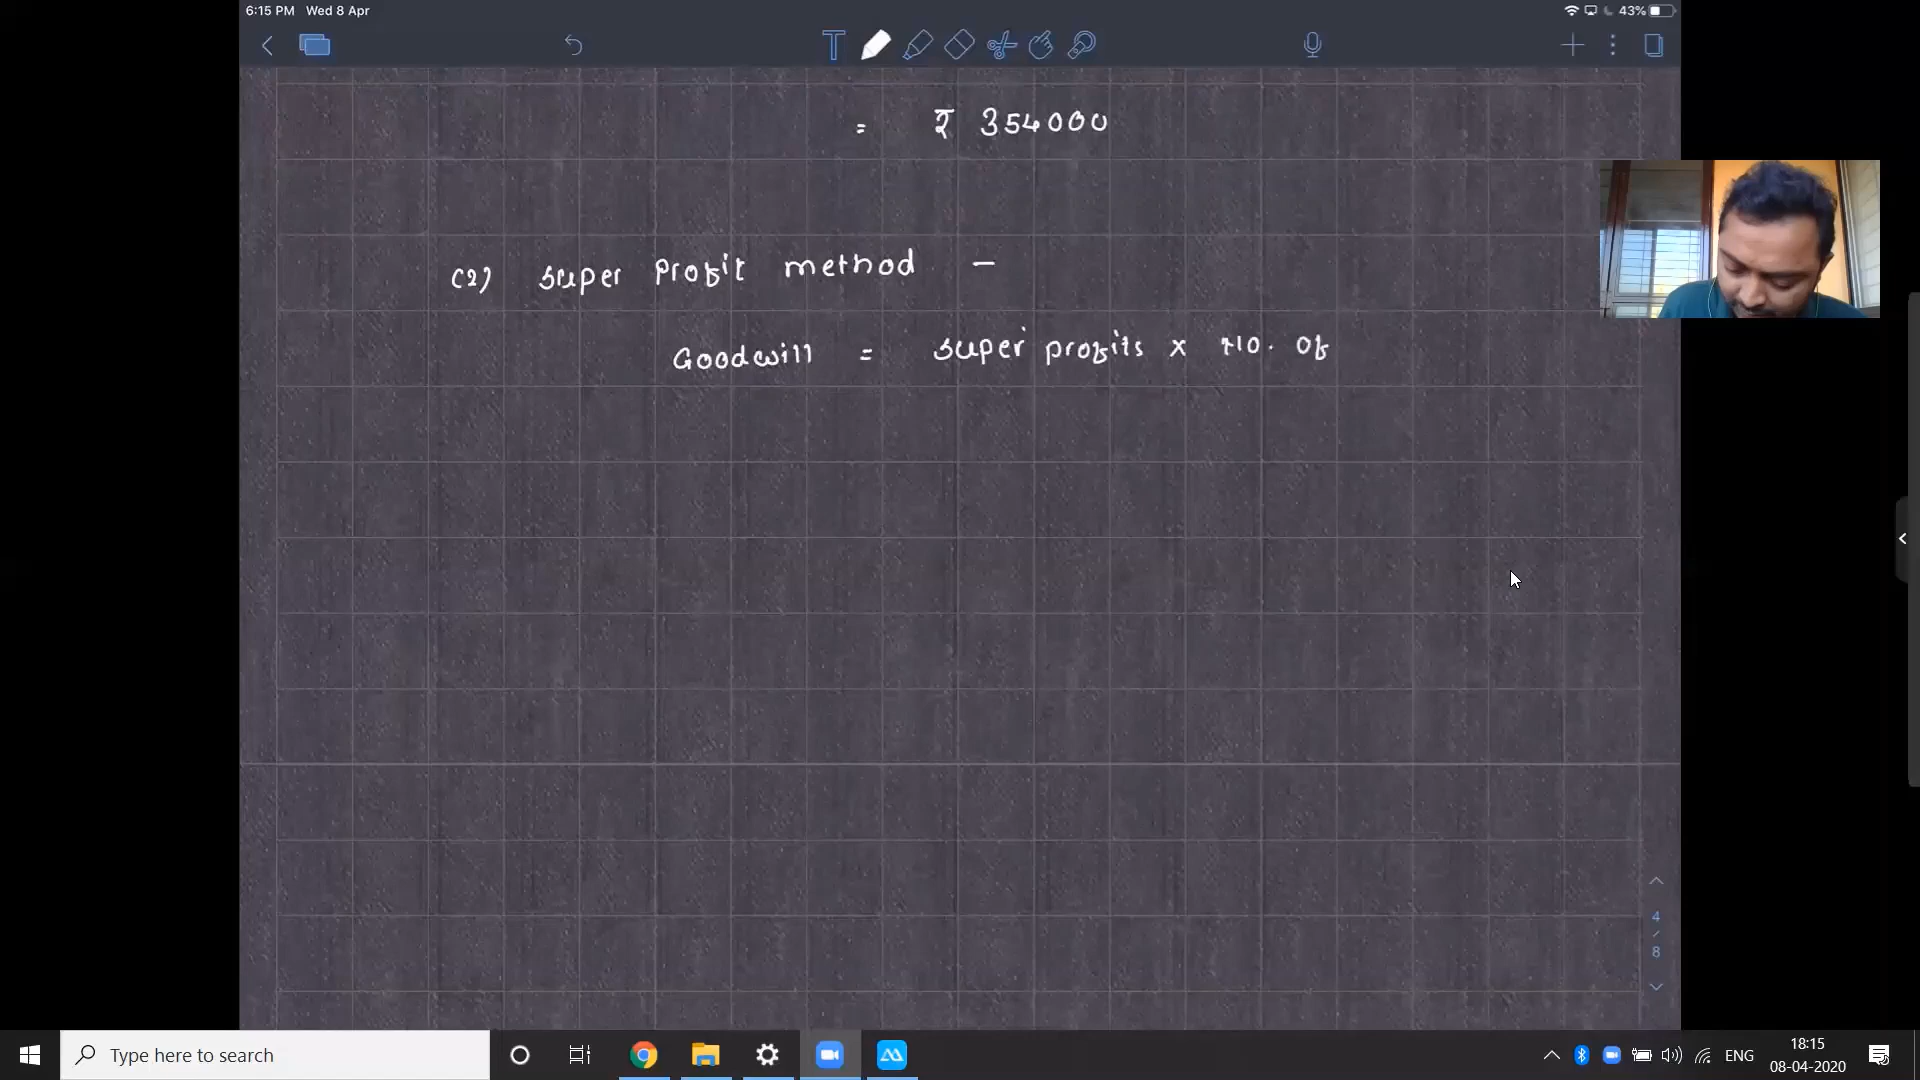 6:15 PM Wed 8 Apr
43%
T
= ₹ 354000
(2) super profit method –
Goodwill = super profits x No. of
4
/
8
Type here to search
ENG
18:15
08-04-2020